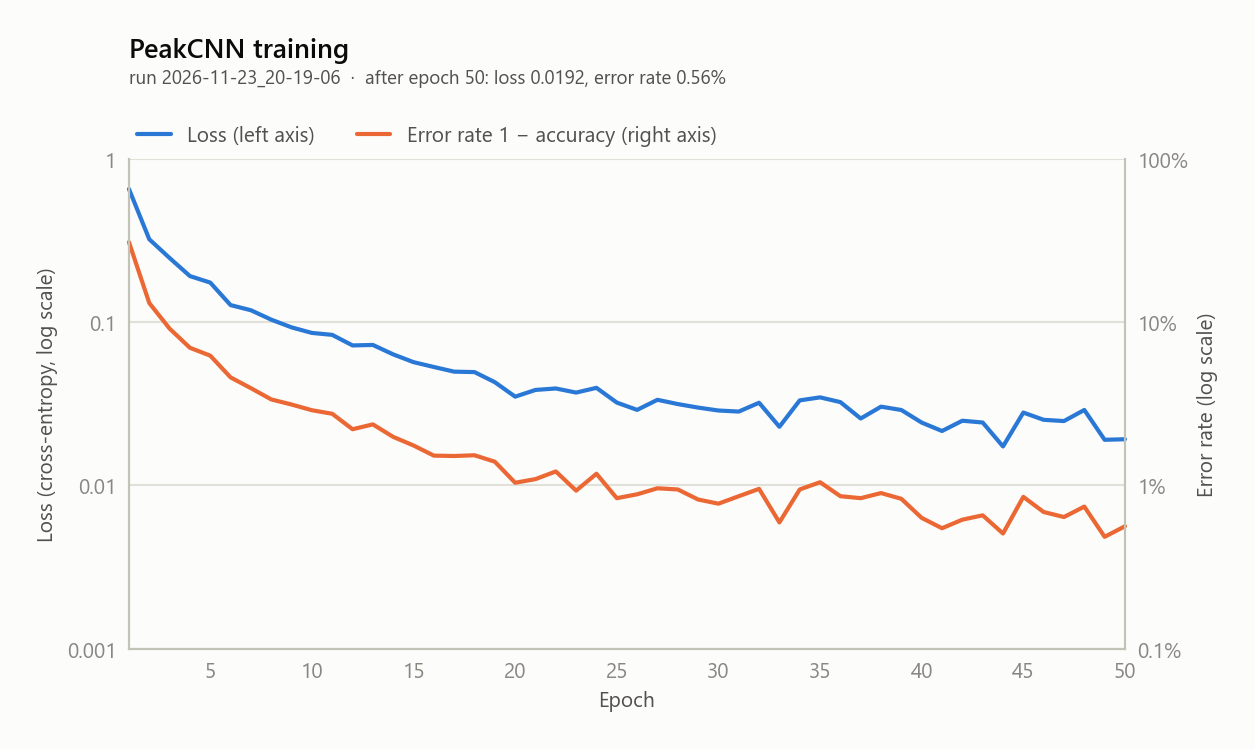 PeakCNN training
run 2026-11-23_20-19-06 · after epoch 50: loss 0.0192, error rate 0.56%
Loss (left axis)
Error rate 1 − accuracy (right axis)
1
0.1
0.01
0.001
Loss (cross-entropy, log scale)
100%
10%
1%
0.1%
Error rate (log scale)
5 10 15 20 25 30 35 40 45 50
Epoch